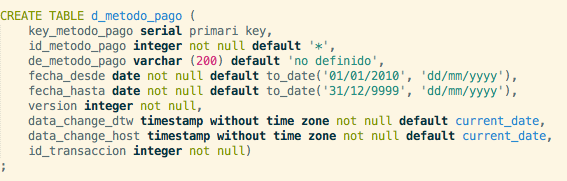 CREATE TABLE d_metodo_pago (
    key_metodo_pago serial primari key,
    id_metodo_pago integer not null default '*',
    de_metodo_pago varchar (200) default 'no definido',
    fecha_desde date not null default to_date('01/01/2010', 'dd/mm/yyyy'),
    fecha_hasta date not null default to_date('31/12/9999', 'dd/mm/yyyy'),
    version integer not null,
    data_change_dtw timestamp without time zone not null default current_date,
    data_change_host timestamp without time zone not null default current_date,
    id_transaccion integer not null)
;